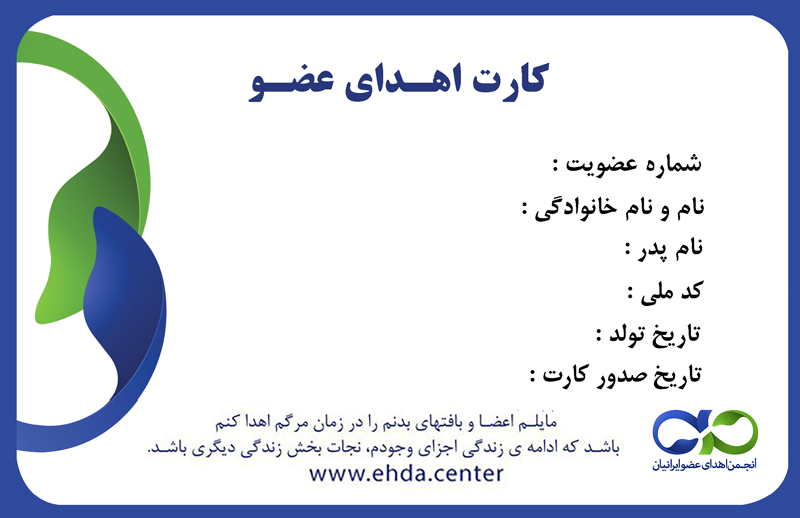 کارت اهدای عضو
شماره عضویت :
نام و نام خانوادگی :
نام پدر :
کد ملی :
تاریخ تولد :
تاریخ صدور کارت :
مایلم اعضا و بافتهای بدنم را در زمان مرگم اهدا کنم
باشد که ادامه ی زندگی اجزای وجودم، نجات بخش زندگی دیگری باشد.
www.ehda.center
انجمن اهدای عضو ایرانیان